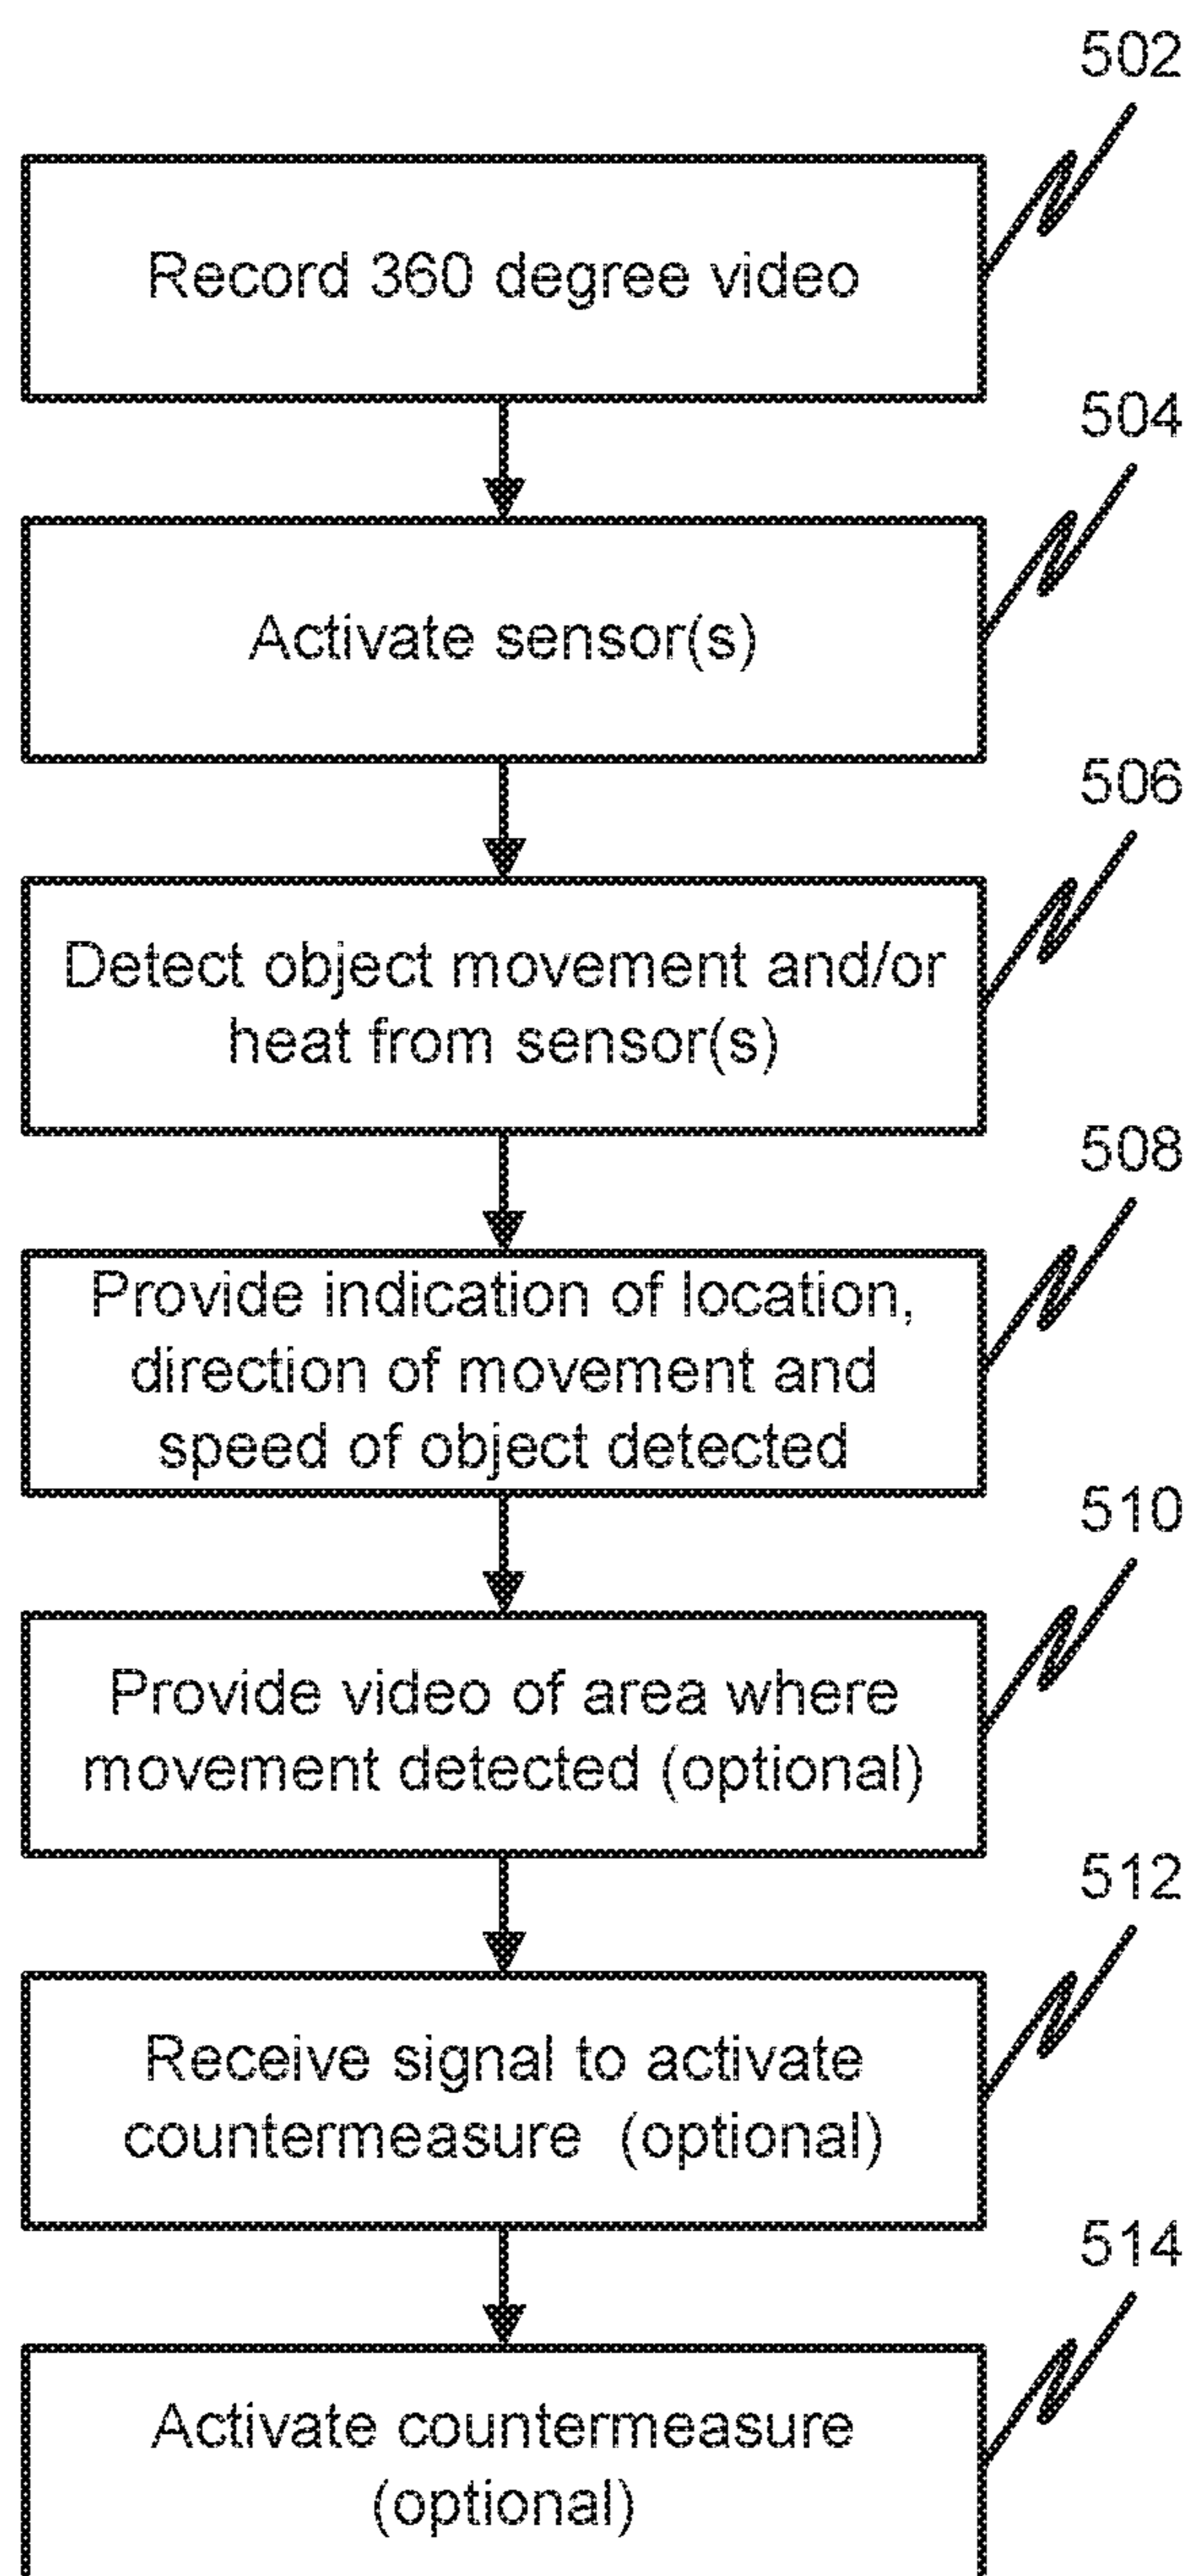 502
Record 360 degree video
504
Activate sensor(s)
506
Detect object movement and/or
heat from sensor(s)
508
Provide indication of location,
direction of movement and
speed of object detected
510
Provide video of area where
movement detected (optional)
512
Receive signal to activate
countermeasure (optional)
514
Activate countermeasure
(optional)